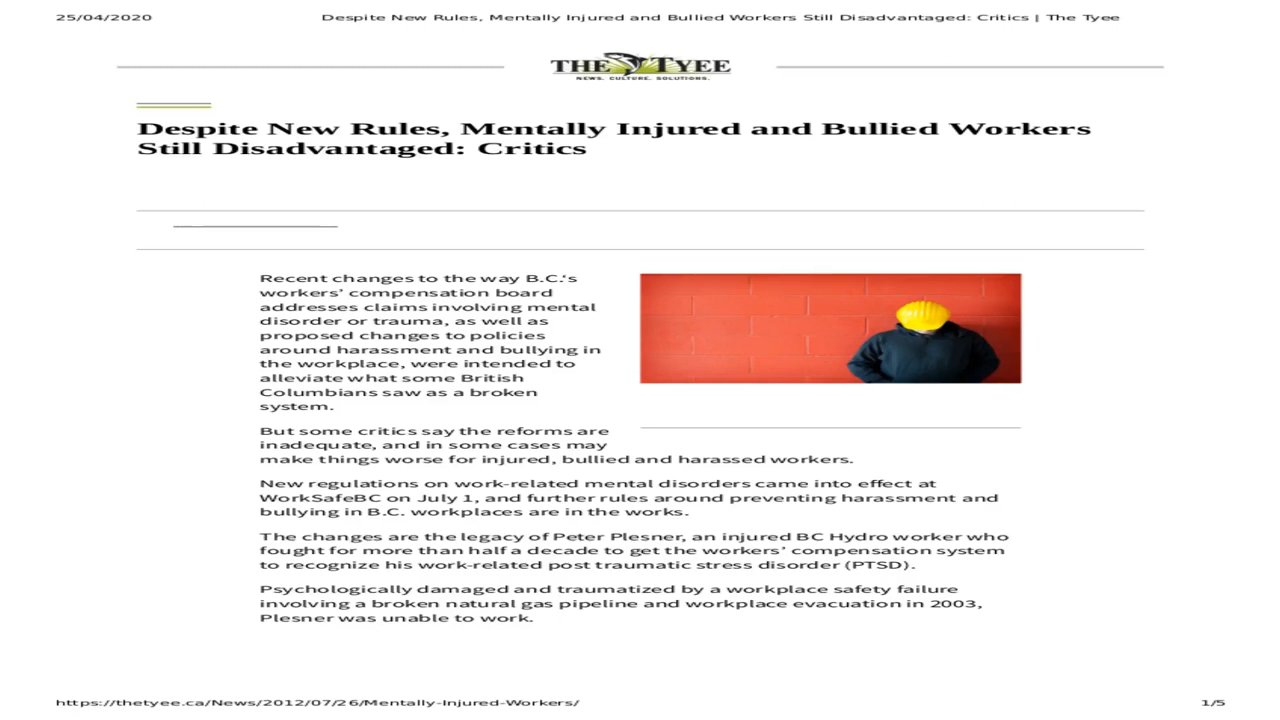 25/04/2020 Despite New Rules, Mentally Injured and Bullied Workers Still Disadvantaged: Critics | The Tyee
THE TYEE
NEWS. CULTURE. SOLUTIONS.
Despite New Rules, Mentally Injured and Bullied Workers
Still Disadvantaged: Critics
Recent changes to the way B.C.‘s
workers’ compensation board
addresses claims involving mental
disorder or trauma, as well as
proposed changes to policies
around harassment and bullying in
the workplace, were intended to
alleviate what some British
Columbians saw as a broken
system.
But some critics say the reforms are
inadequate, and in some cases may
make things worse for injured, bullied and harassed workers.
New regulations on work-related mental disorders came into effect at
WorkSafeBC on July 1, and further rules around preventing harassment and
bullying in B.C. workplaces are in the works.
The changes are the legacy of Peter Plesner, an injured BC Hydro worker who
fought for more than half a decade to get the workers’ compensation system
to recognize his work-related post traumatic stress disorder (PTSD).
Psychologically damaged and traumatized by a workplace safety failure
involving a broken natural gas pipeline and workplace evacuation in 2003,
Plesner was unable to work.
https://thetyee.ca/News/2012/07/26/Mentally-Injured-Workers/ 1/5